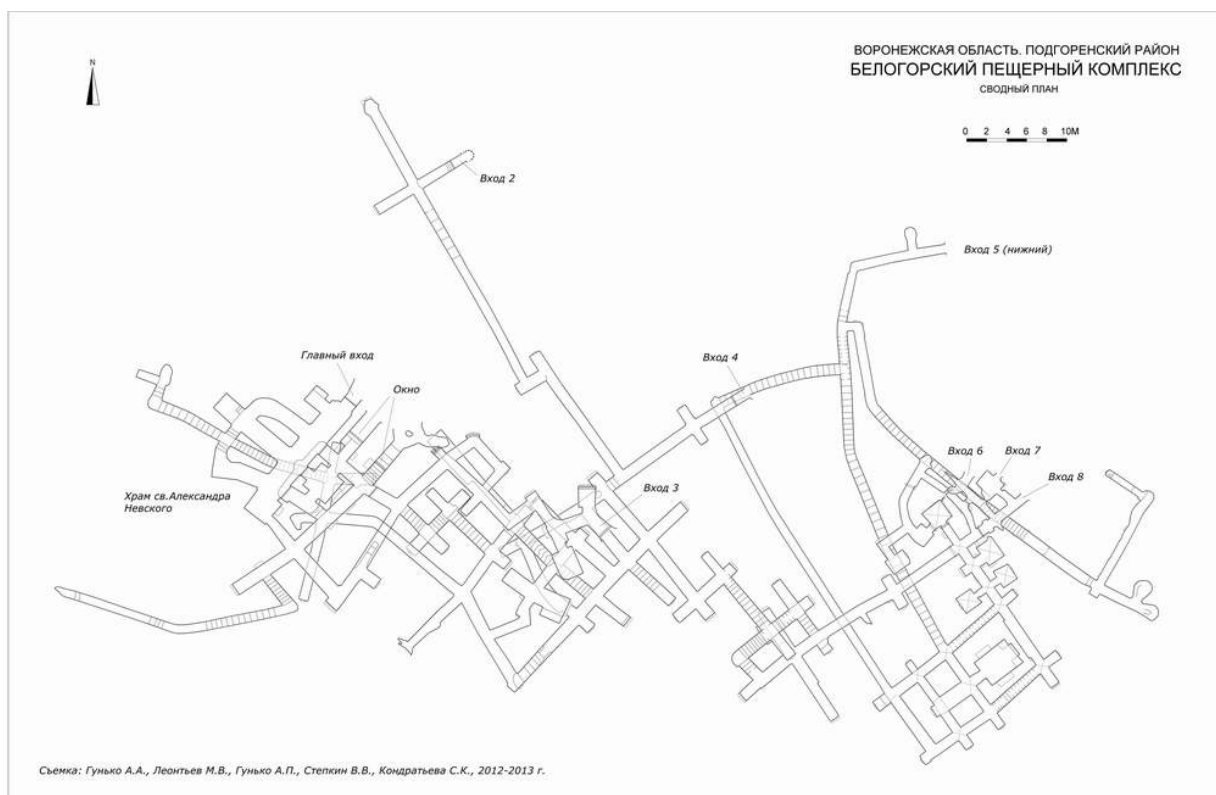 ВОРОНЕЖСКАЯ ОБЛАСТЬ. ПОДГОРЕНСКИЙ РАЙОН
БЕЛОГОРСКИЙ ПЕЩЕРНЫЙ КОМПЛЕКС
СВОДНЫЙ ПЛАН
N
0 2 4 6 8 10М
Вход 2
Вход 5 (нижний)
Главный вход
Вход 4
Окно
Вход 6
Вход 7
Вход 8
Вход 3
Храм св.Александра
Невского
Съемка: Гунько А.А., Леонтьев М.В., Гунько А.П., Степкин В.В., Кондратьева С.К., 2012-2013 г.